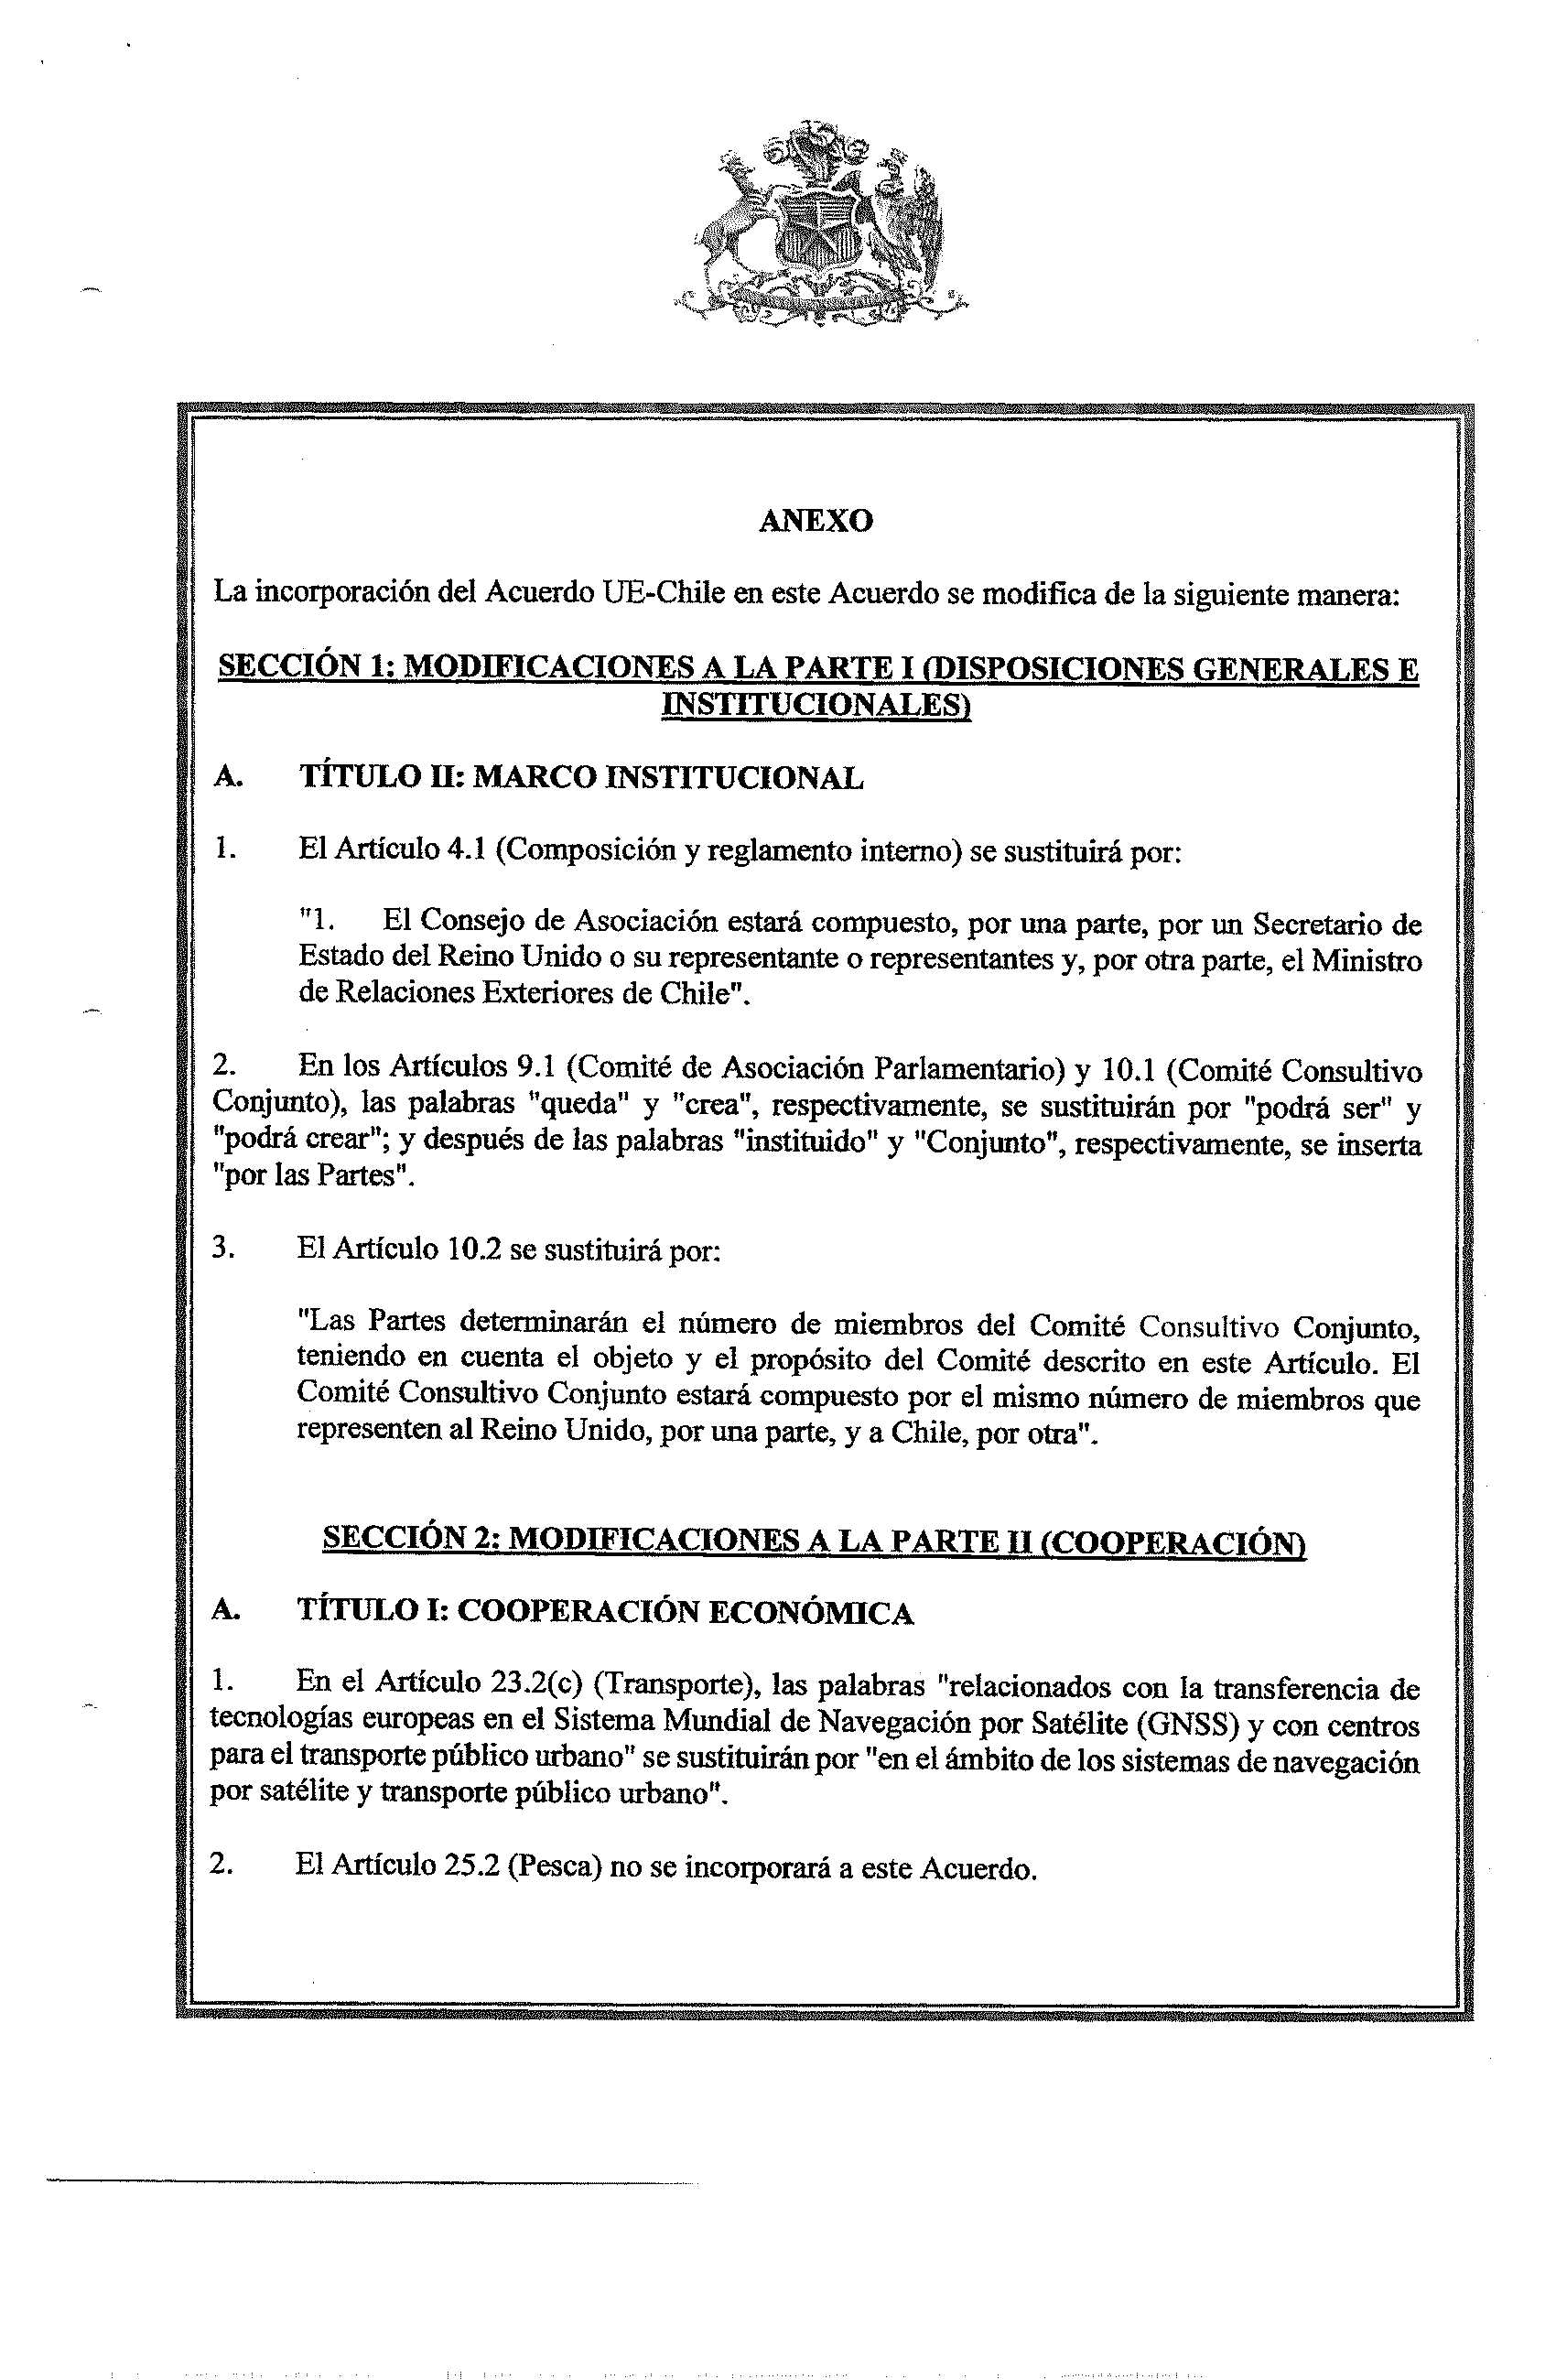 ANEXO
La incorporación del Acuerdo UE-Chile en este Acuerdo se modifica de la siguiente manera:
SECCIÓN 1: MODIFICACIONES A LA PARTE I (DISPOSICIONES GENERALES E
INSTITUCIONALES)
A. TÍTULO II: MARCO INSTITUCIONAL
1. El Artículo 4.1 (Composición y reglamento interno) se sustituirá por:
"1. El Consejo de Asociación estará compuesto, por una parte, por un Secretario de
Estado del Reino Unido o su representante o representantes y, por otra parte, el Ministro
de Relaciones Exteriores de Chile".
2. En los Artículos 9.1 (Comité de Asociación Parlamentario) y 10.1 (Comité Consultivo
Conjunto), las palabras "queda" y "crea", respectivamente, se sustituirán por "podrá ser" y
"podrá crear"; y después de las palabras "instituido" y "Conjunto", respectivamente, se inserta
"por las Partes".
3. El Artículo 10.2 se sustituirá por:
"Las Partes determinarán el número de miembros del Comité Consultivo Conjunto,
teniendo en cuenta el objeto y el propósito del Comité descrito en este Artículo. El
Comité Consultivo Conjunto estará compuesto por el mismo número de miembros que
representen al Reino Unido, por una parte, y a Chile, por otra".
SECCIÓN 2: MODIFICACIONES A LA PARTE II (COOPERACIÓN)
A. TÍTULO I: COOPERACIÓN ECONÓMICA
1. En el Artículo 23.2(c) (Transporte), las palabras "relacionados con la transferencia de
tecnologías europeas en el Sistema Mundial de Navegación por Satélite (GNSS) y con centros
para el transporte público urbano" se sustituirán por "en el ámbito de los sistemas de navegación
por satélite y transporte público urbano".
2. El Artículo 25.2 (Pesca) no se incorporará a este Acuerdo.